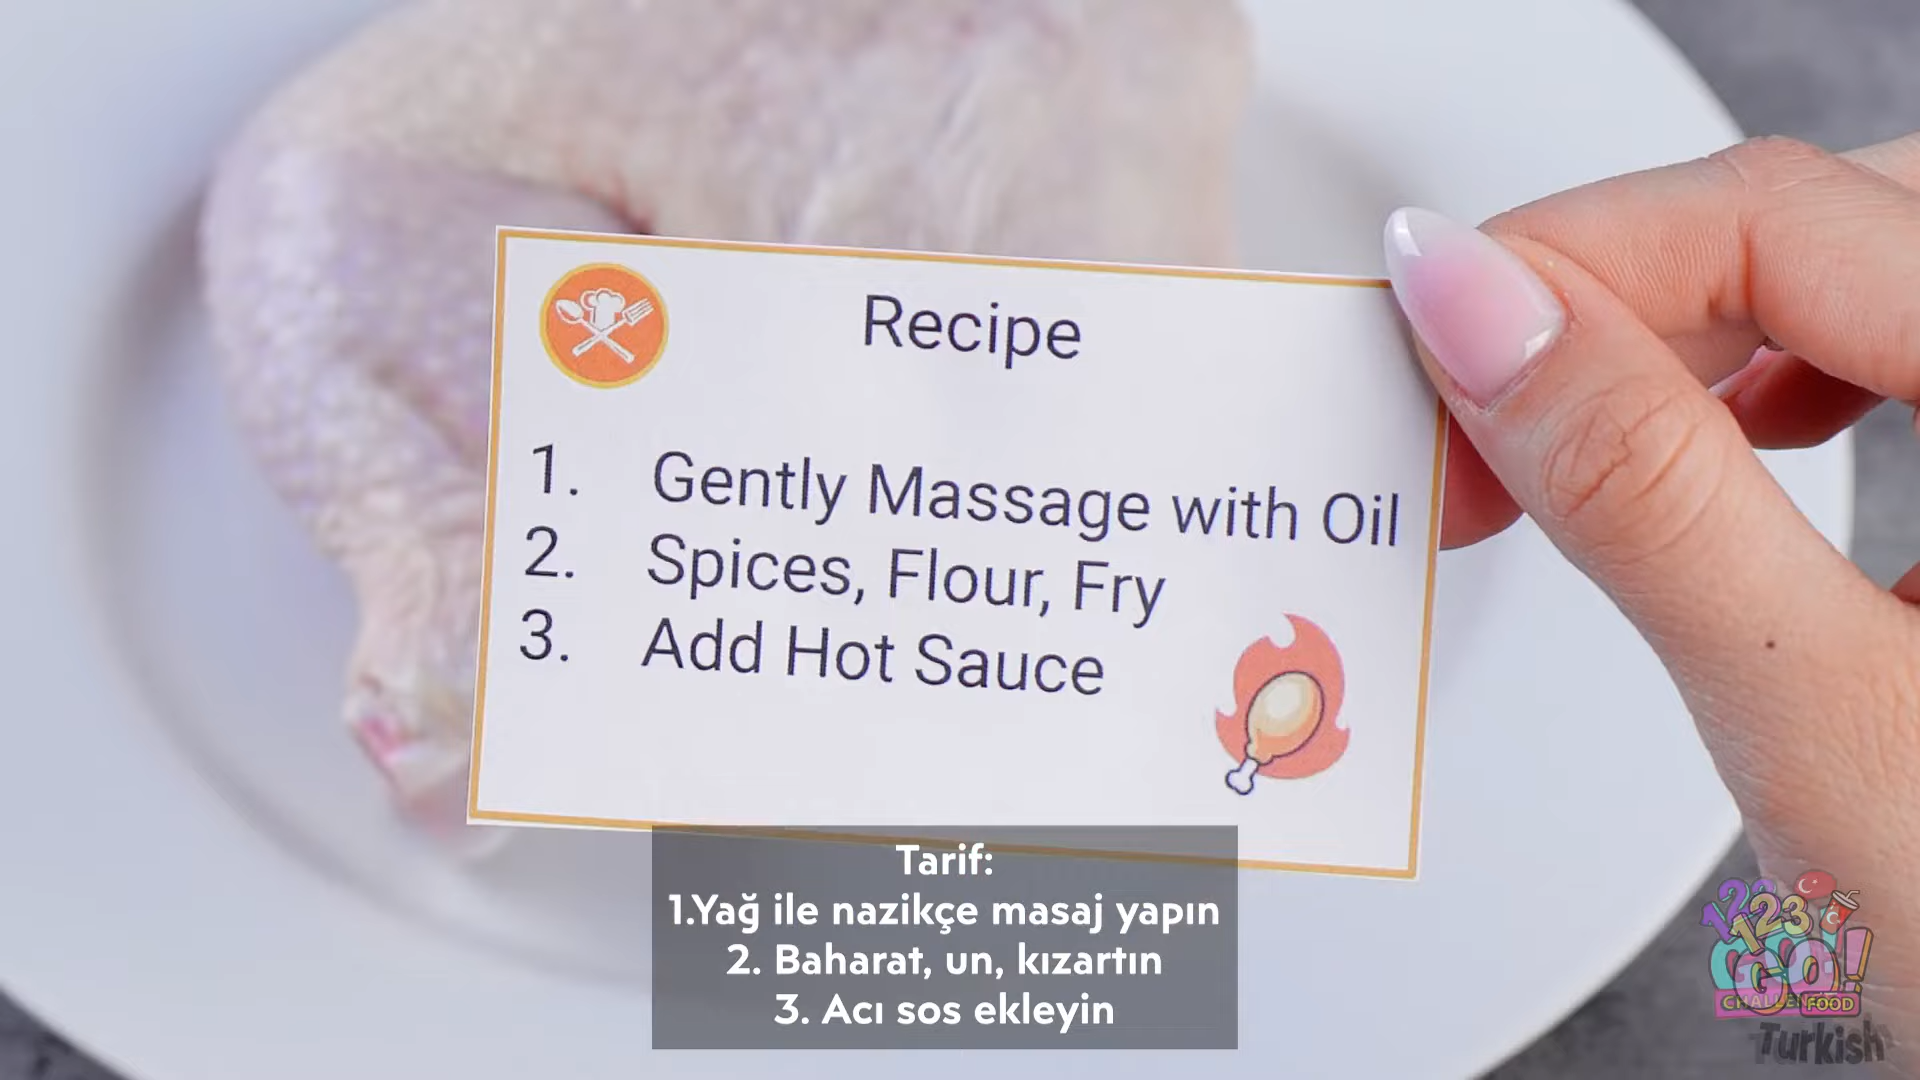 Recipe
1. Gently Massage with Oil
2. Spices, Flour, Fry
3. Add Hot Sauce
Tarif:
1.Yağ ile nazikçe masaj yapın
2. Baharat, un, kızartın
3. Acı sos ekleyin
123
GO!
CHALLENGE
FOOD
Turkish